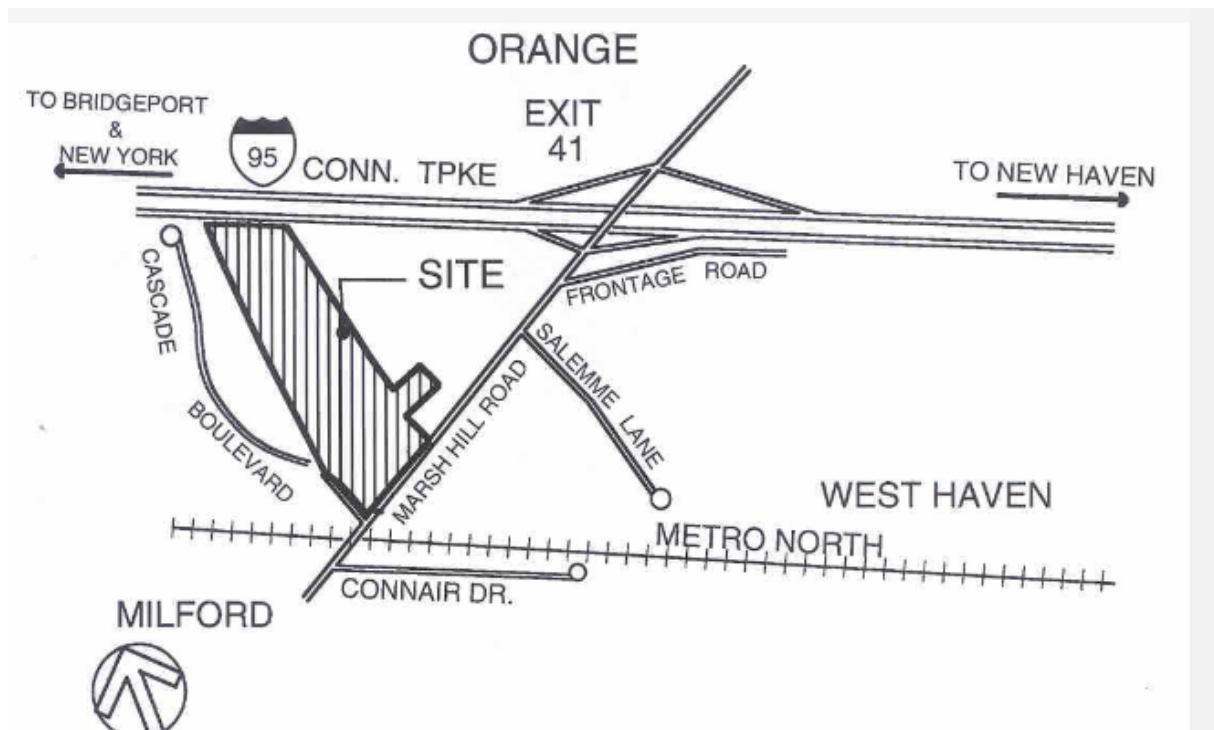 ORANGE
TO BRIDGEPORT
&
NEW YORK
95
CONN. TPKE
EXIT
41
TO NEW HAVEN
CASCADE
BOULEVARD
SITE
FRONTAGE ROAD
SALEMME LANE
MARSH HILL ROAD
WEST HAVEN
METRO NORTH
CONNAIR DR.
MILFORD